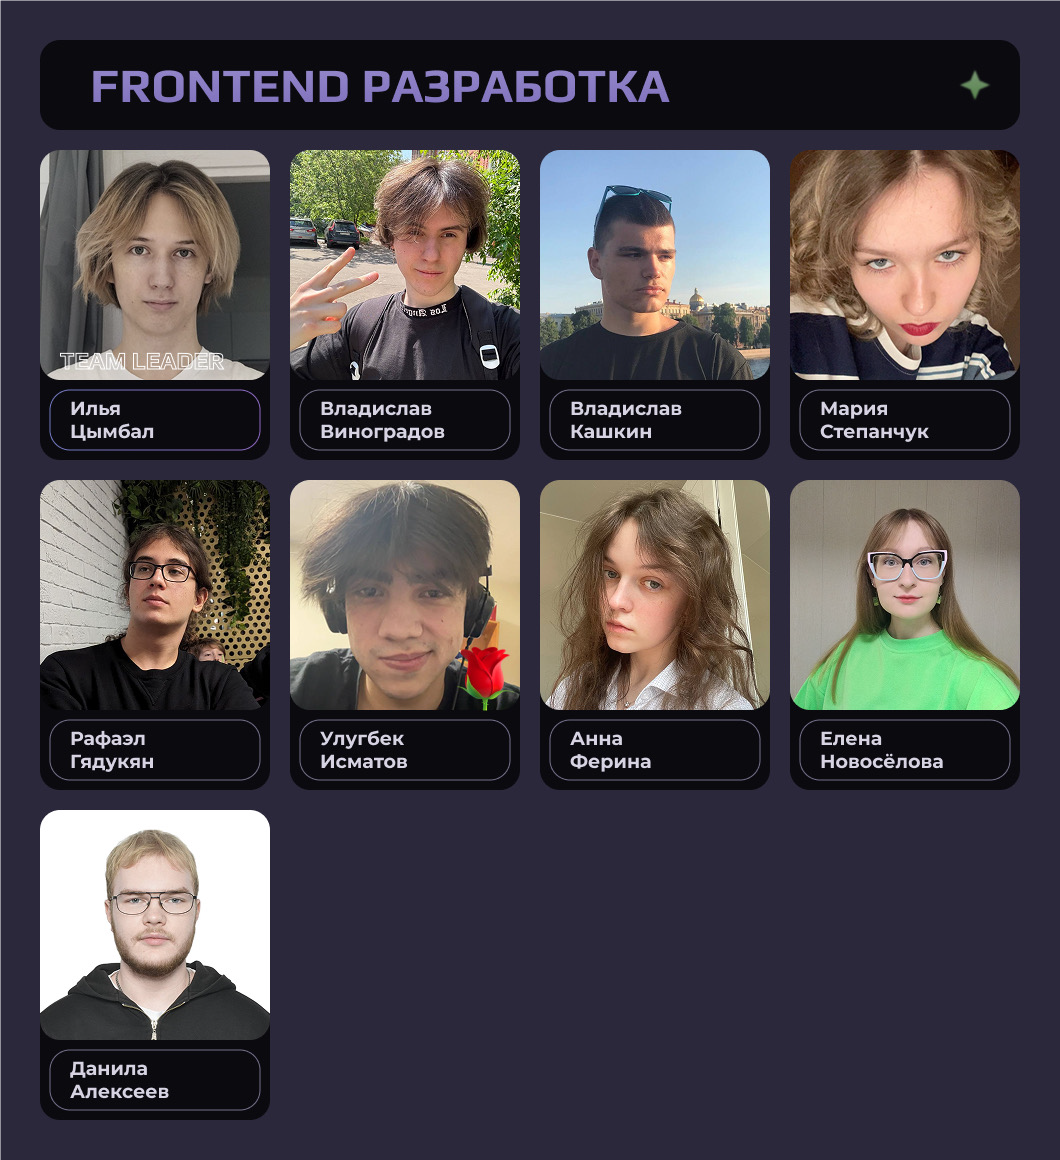 FRONTEND РАЗРАБОТКА
TEAM LEADER
Илья
Цымбал
Владислав
Виноградов
Владислав
Кашкин
Мария
Степанчук
Рафаэл
Гядукян
Улугбек
Исматов
Анна
Ферина
Елена
Новосёлова
Данила
Алексеев